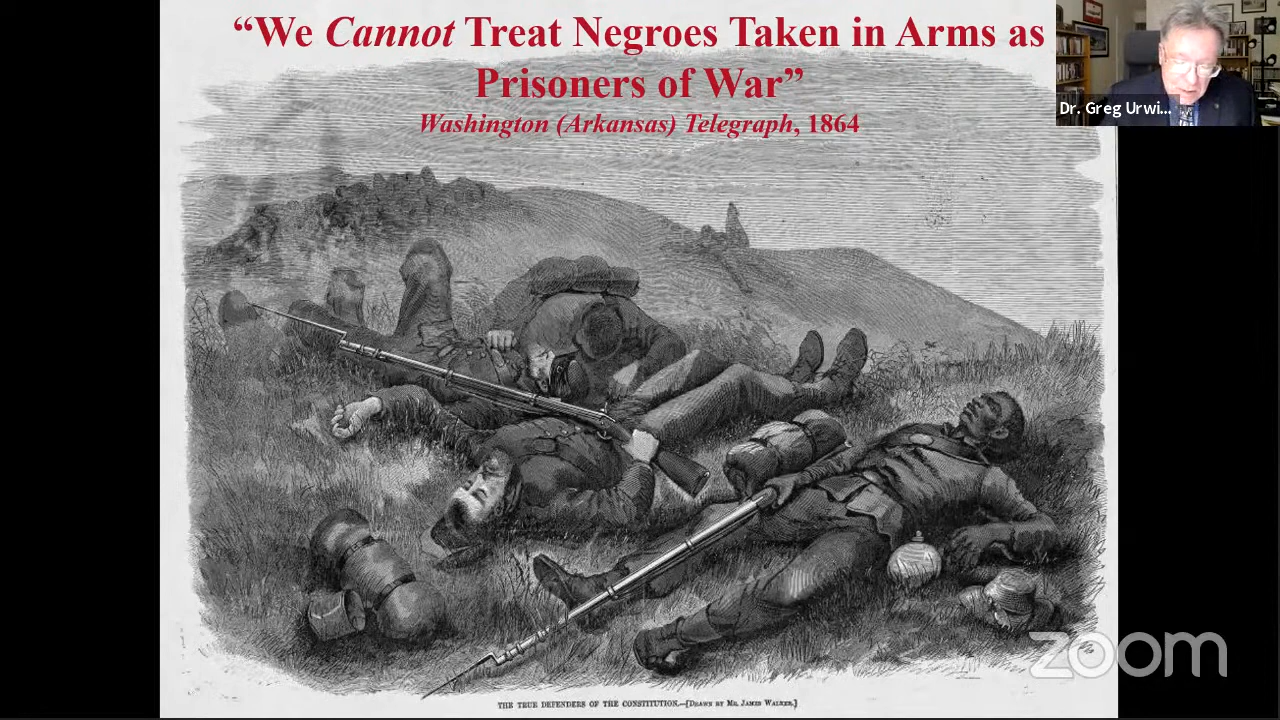 “We Cannot Treat Negroes Taken in Arms as
Prisoners of War”
Washington (Arkansas) Telegraph, 1864
Dr. Greg Urwi...
zoom
THE TRUE DEFENDERS OF THE CONSTITUTION.—[Drawn by Mr. James Walker.]